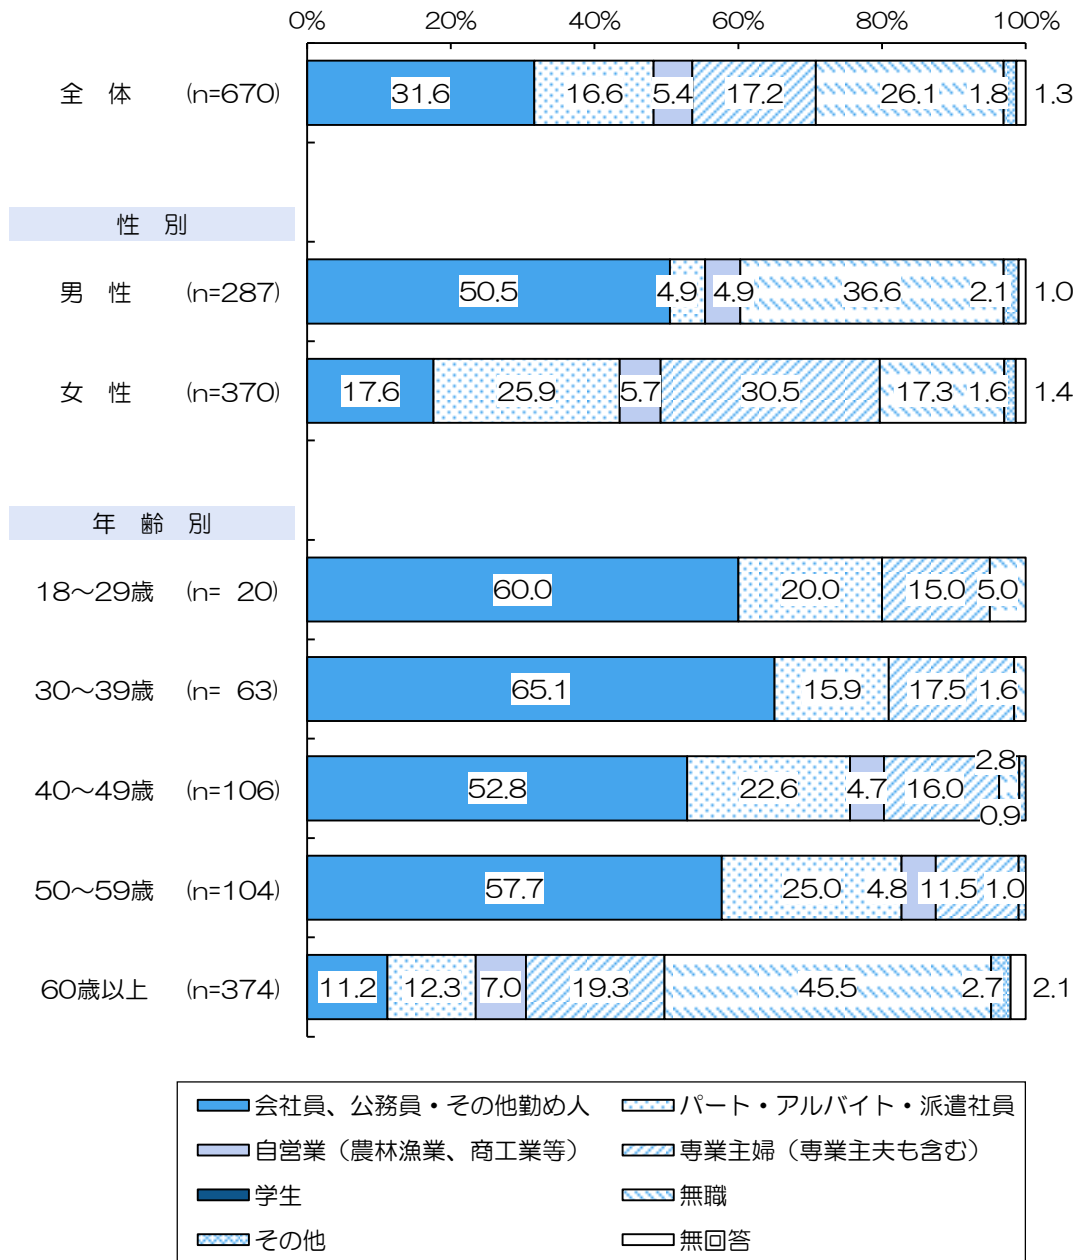 0% 20% 40% 60% 80% 100%
全 体 (n=670) 31.6 16.6 5.4 17.2 26.1 1.8 1.3
性 別
男 性 (n=287) 50.5 4.9 4.9 36.6 2.1 1.0
女 性 (n=370) 17.6 25.9 5.7 30.5 17.3 1.6 1.4
年 齢 別
18～29歳 (n= 20) 60.0 20.0 15.0 5.0
30～39歳 (n= 63) 65.1 15.9 17.5 1.6
40～49歳 (n=106) 52.8 22.6 4.7 16.0 2.8 0.9
50～59歳 (n=104) 57.7 25.0 4.8 11.5 1.0
60歳以上 (n=374) 11.2 12.3 7.0 19.3 45.5 2.7 2.1
会社員、公務員・その他勤め人 パート・アルバイト・派遣社員
自営業（農林漁業、商工業等） 専業主婦（専業主夫も含む）
学生 無職
その他 無回答